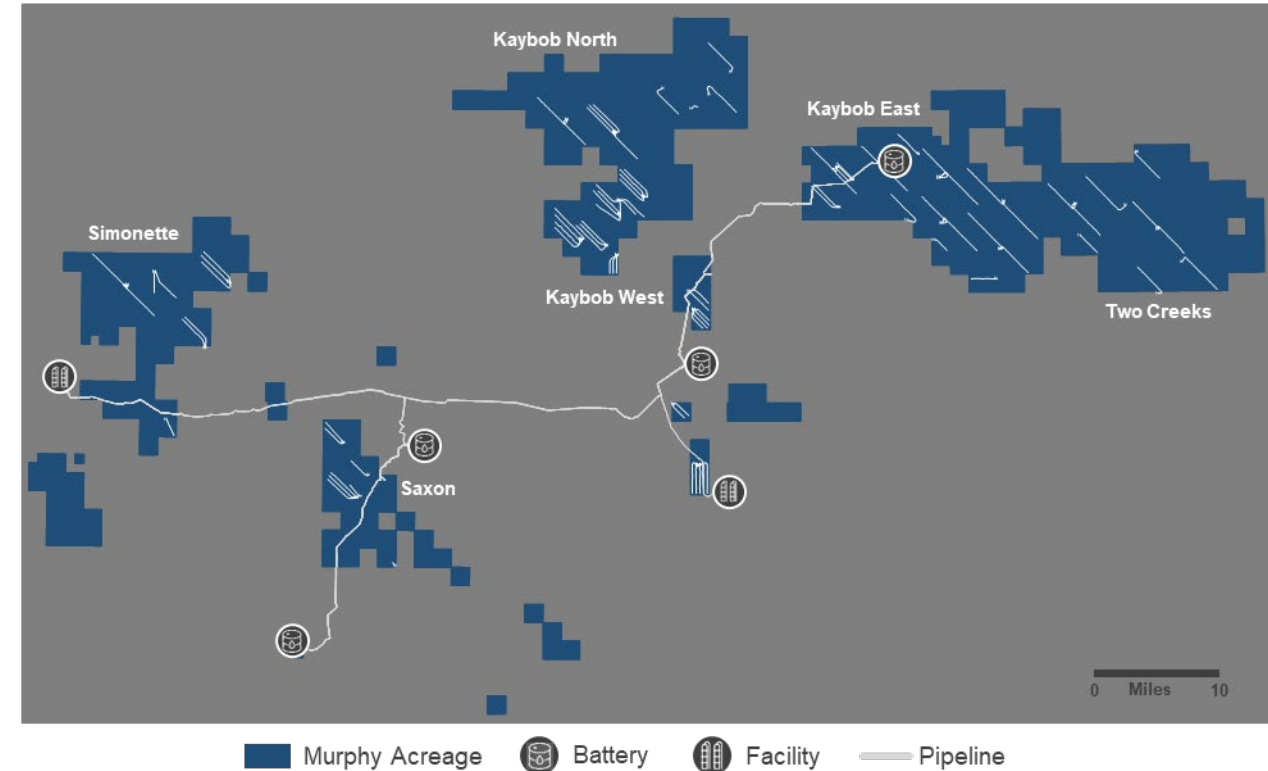 Kaybob North
Kaybob East
Simonette
Kaybob West
Two Creeks
Saxon
0 Miles 10
Murphy Acreage Battery Facility Pipeline